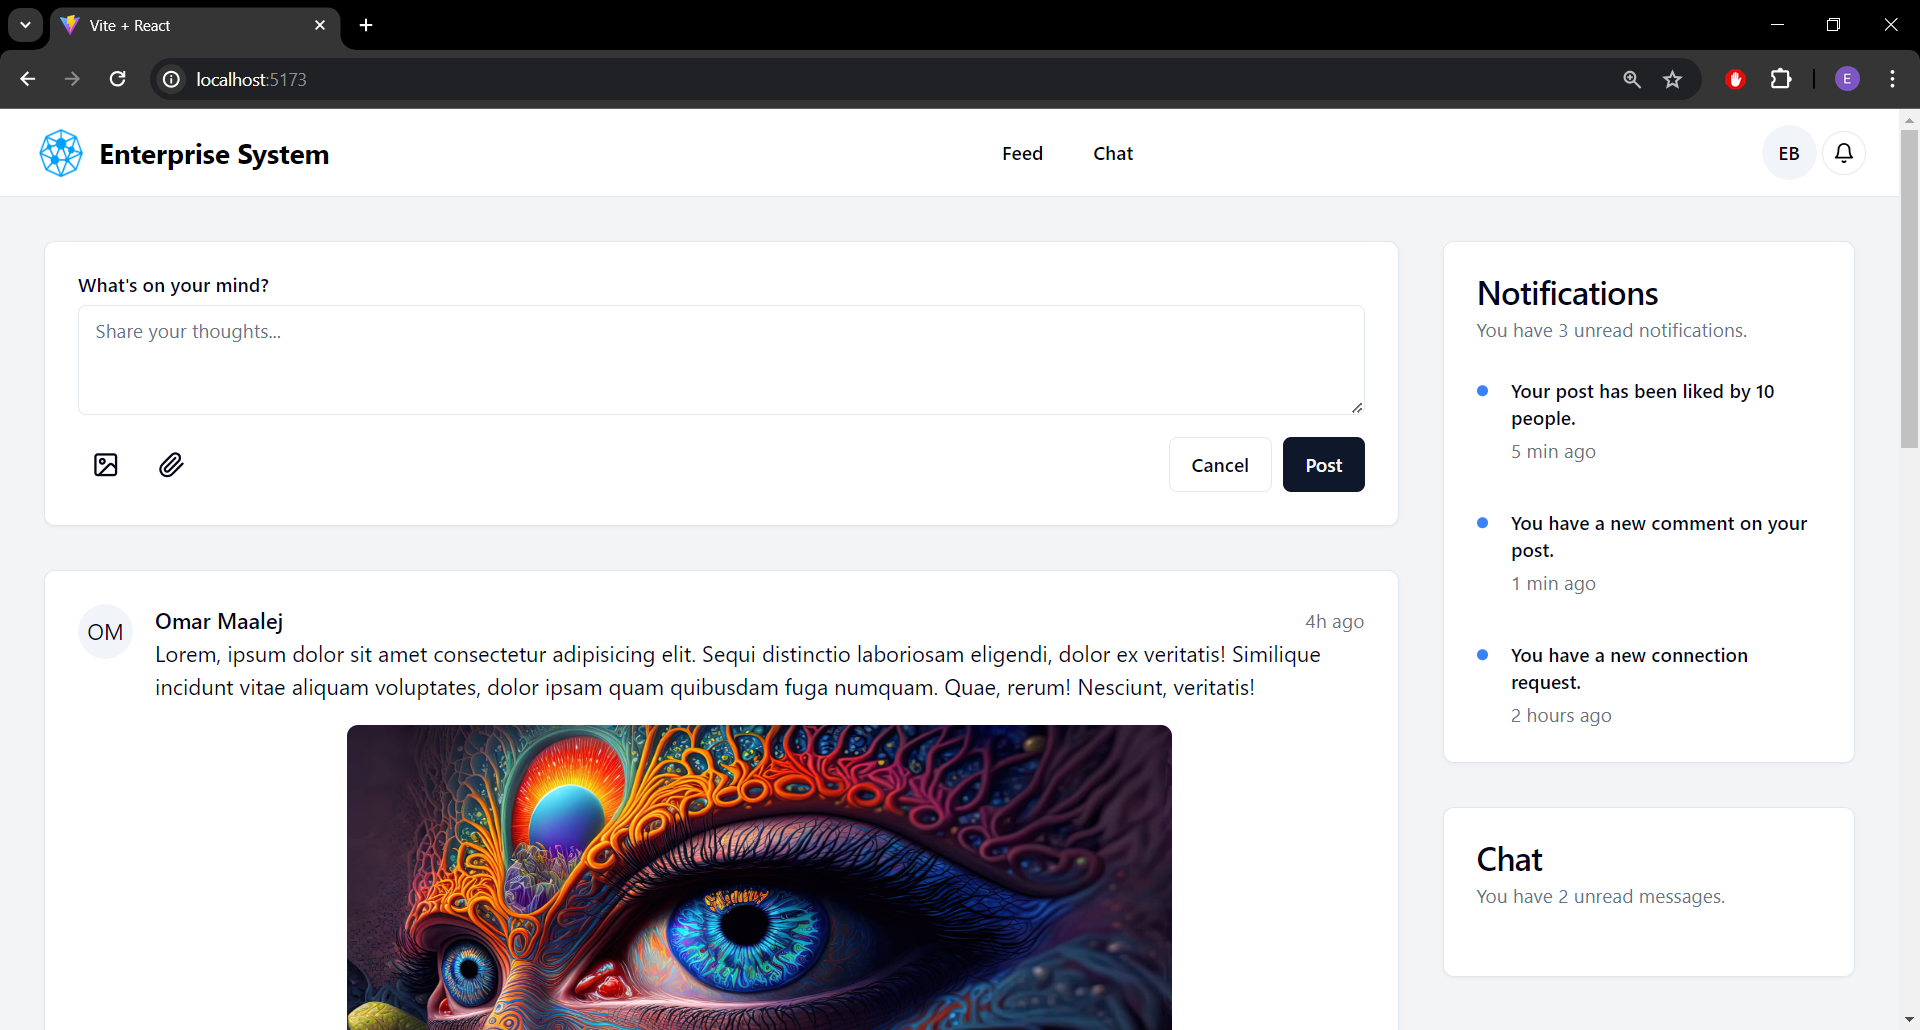 Vite + React
localhost:5173
E
Enterprise System
Feed
Chat
EB
What's on your mind?
Share your thoughts...
Cancel
Post
OM
Omar Maalej
4h ago
Lorem, ipsum dolor sit amet consectetur adipisicing elit. Sequi distinctio laboriosam eligendi, dolor ex veritatis! Similique
incidunt vitae aliquam voluptates, dolor ipsam quam quibusdam fuga numquam. Quae, rerum! Nesciunt, veritatis!
Notifications
You have 3 unread notifications.
Your post has been liked by 10
people.
5 min ago
You have a new comment on your
post.
1 min ago
You have a new connection
request.
2 hours ago
Chat
You have 2 unread messages.